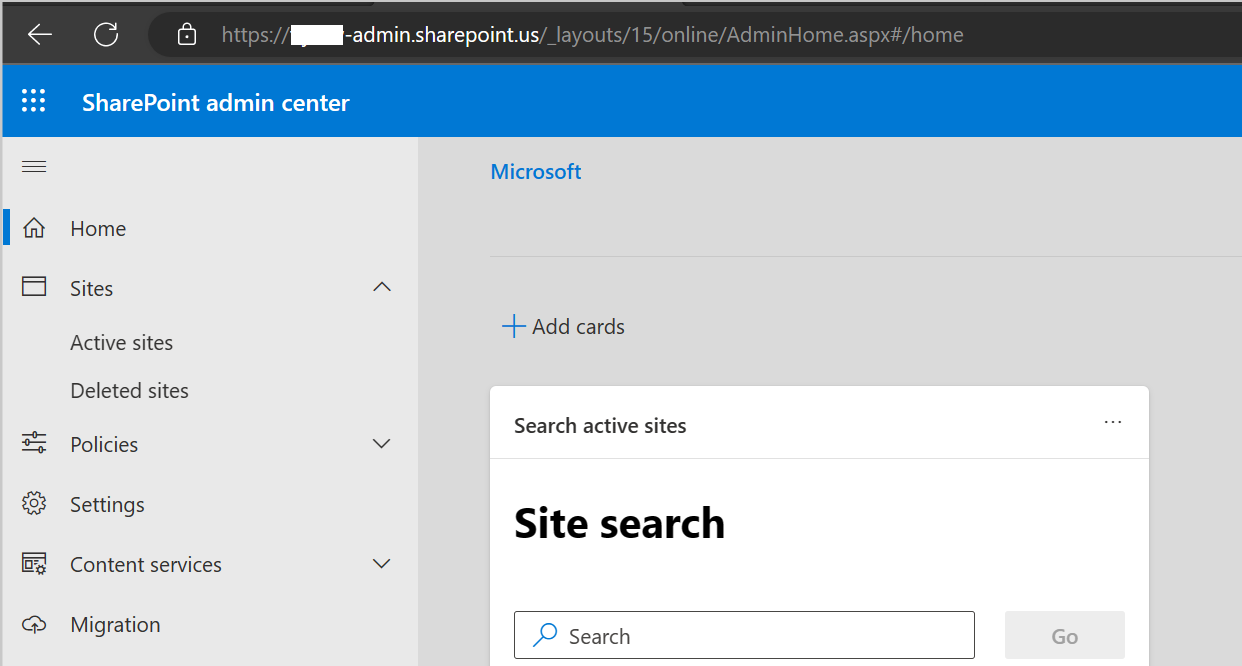 https://-admin.sharepoint.us/_layouts/15/online/AdminHome.aspx#/home
SharePoint admin center
Microsoft
Home
Sites
Active sites
Deleted sites
Policies
Settings
Content services
Migration
+ Add cards
Search active sites
...
Site search
Search
Go